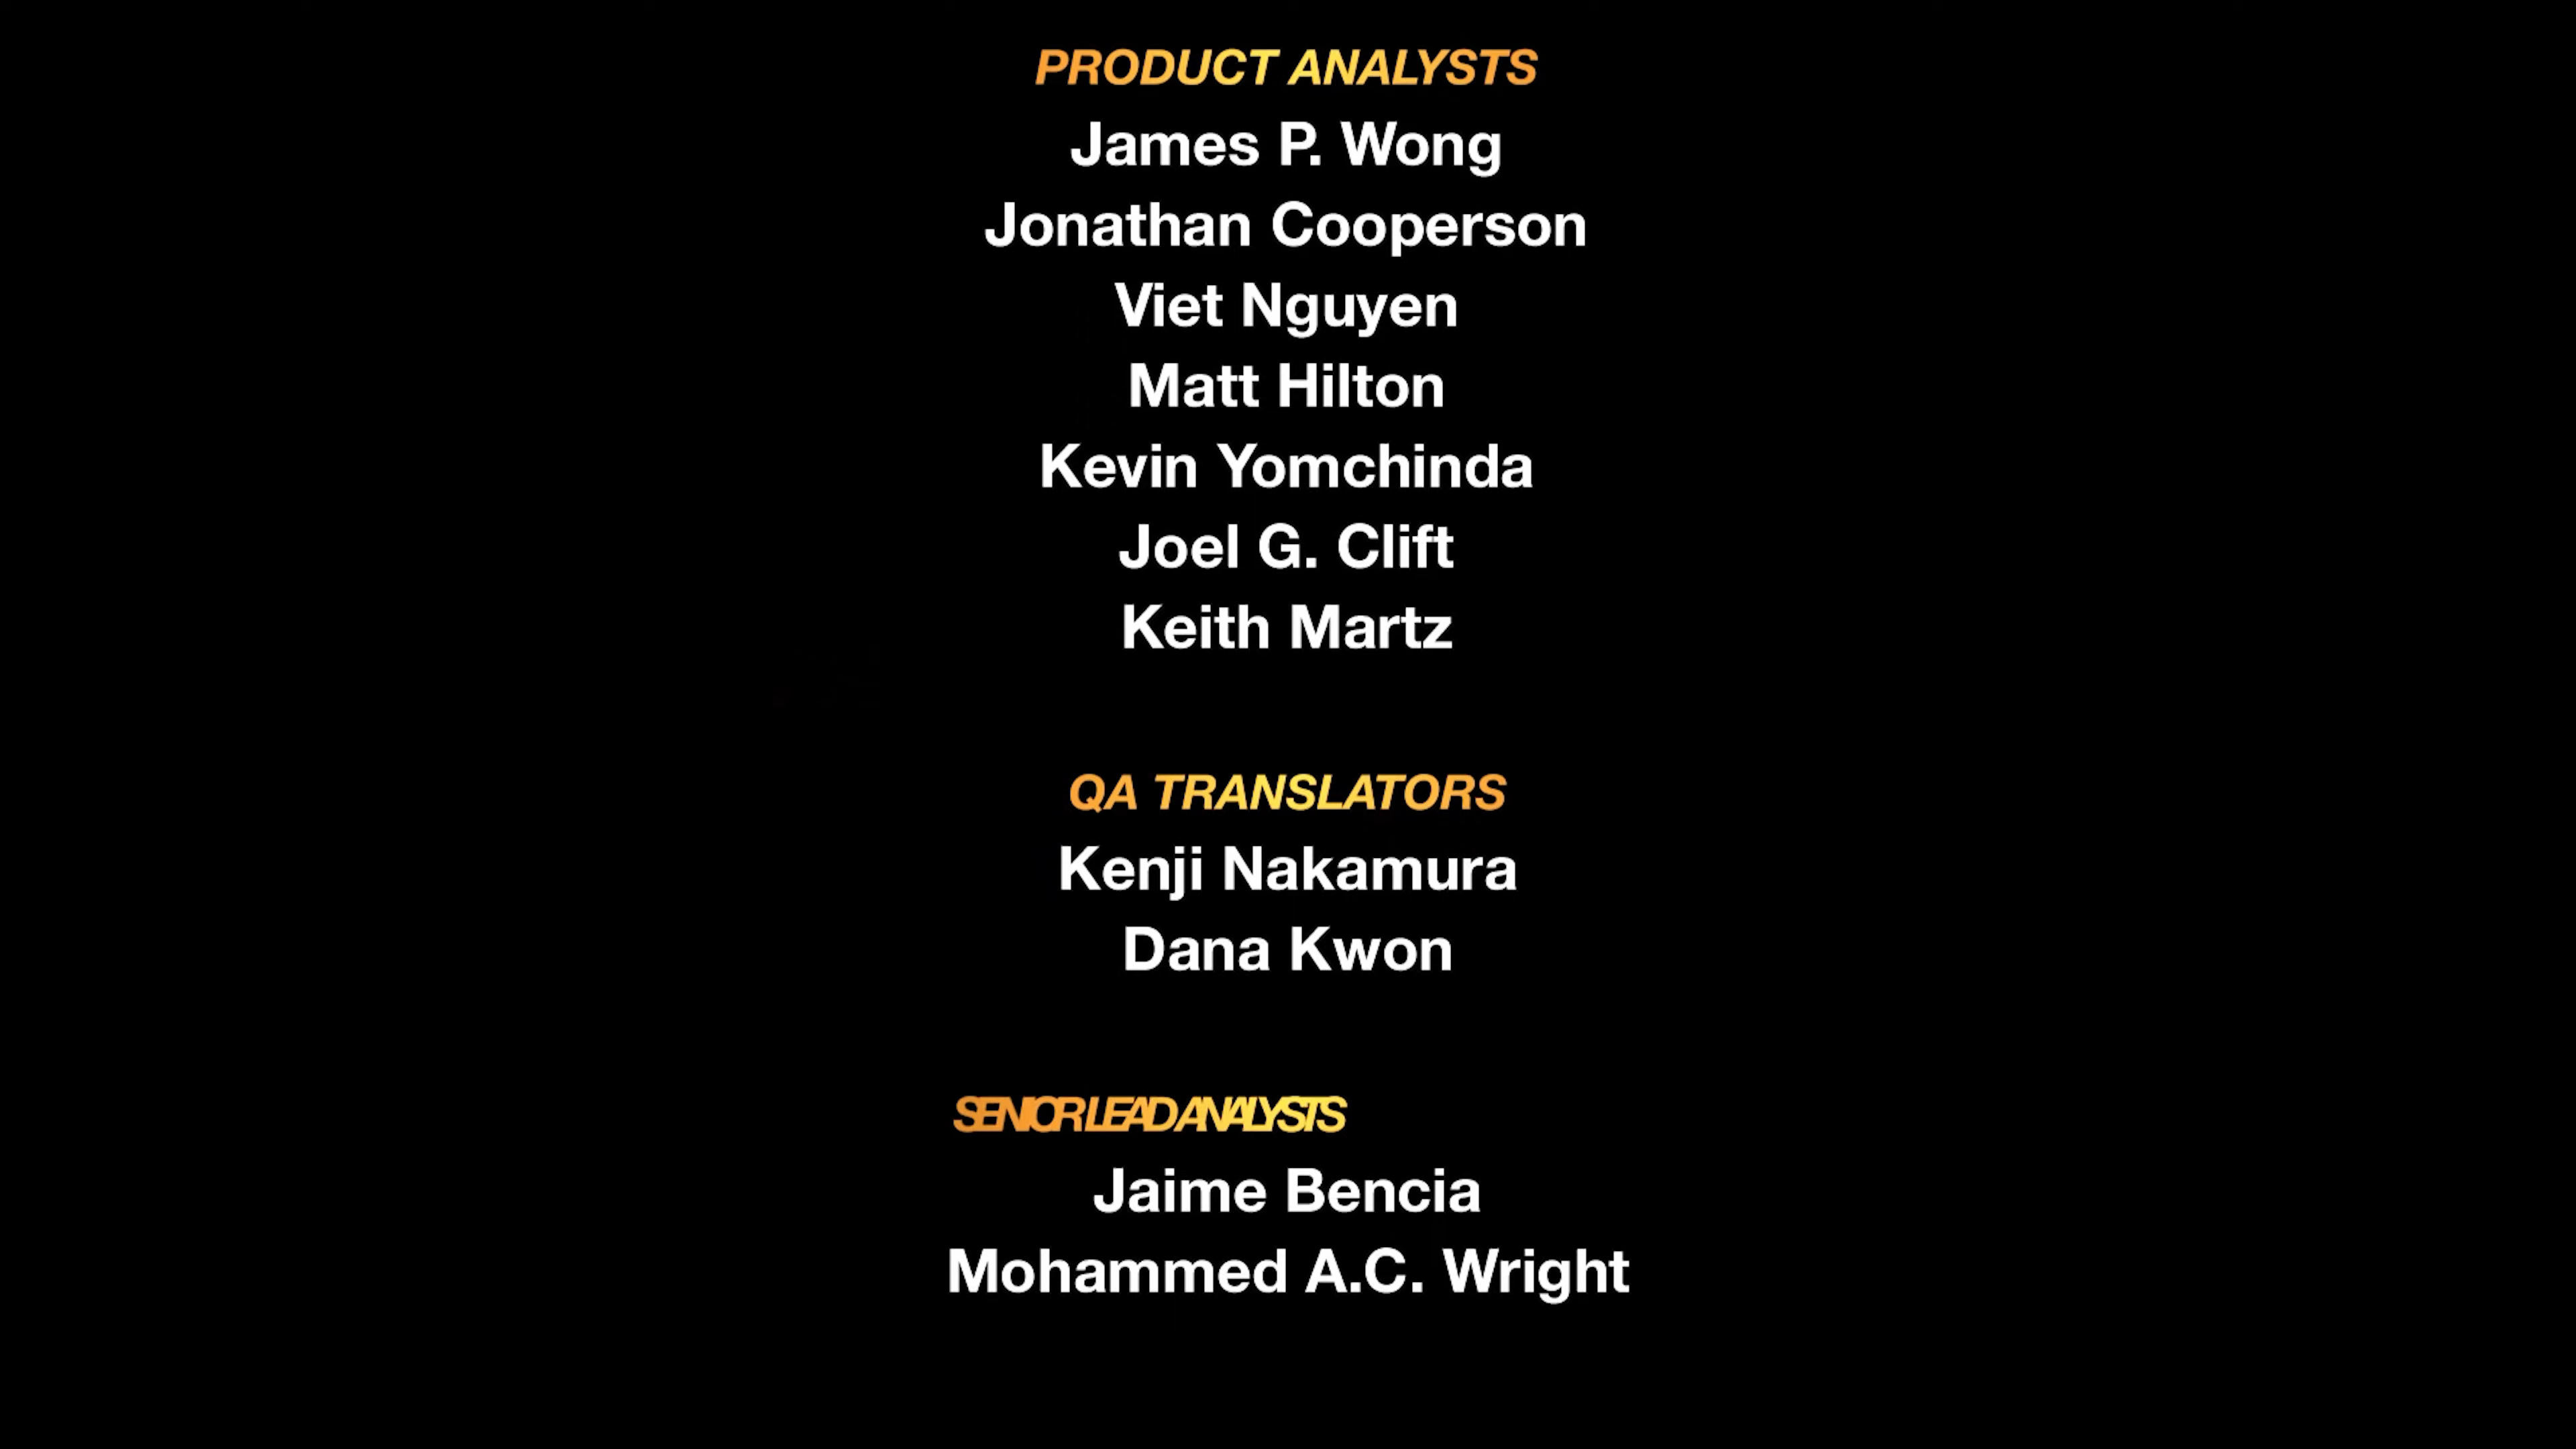 PRODUCT ANALYSTS
James P. Wong
Jonathan Cooperson
Viet Nguyen
Matt Hilton
Kevin Yomchinda
Joel G. Clift
Keith Martz
QA TRANSLATORS
Kenji Nakamura
Dana Kwon
SENIOR LEAD ANALYSTS
Jaime Bencia
Mohammed A.C. Wright